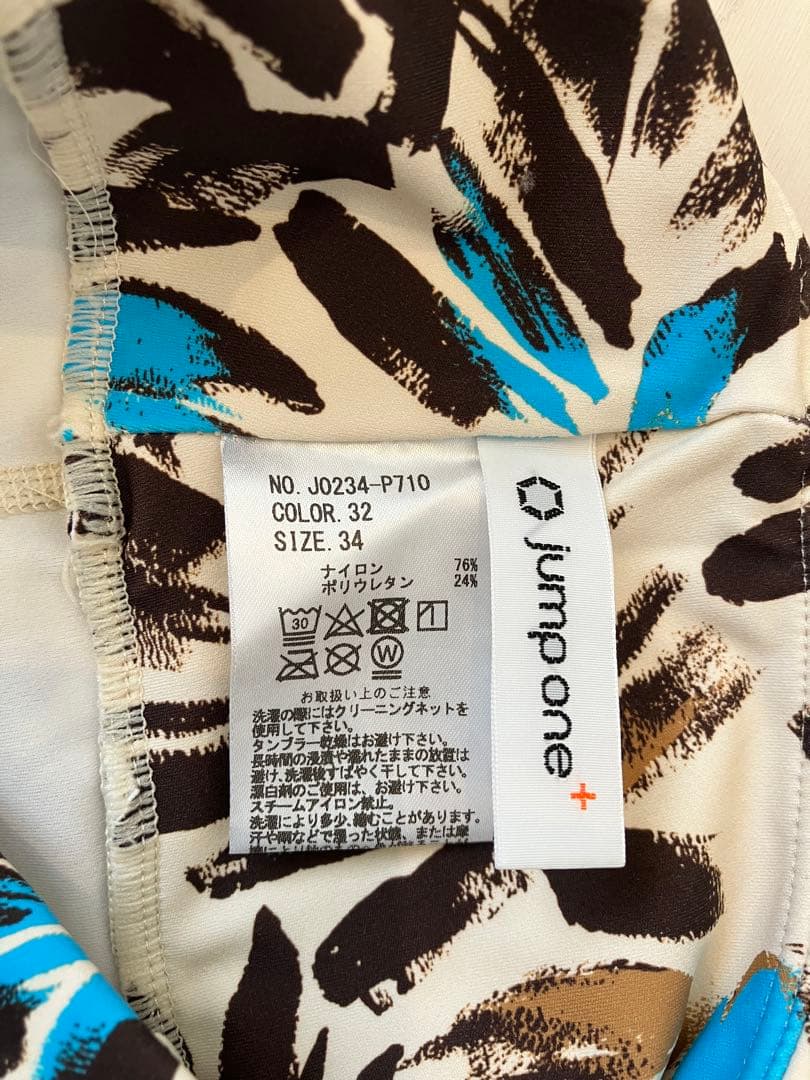 NO. J0234-P710
COLOR. 32
SIZE. 34
ナイロン 76%
ポリウレタン 24%
30
W
お取扱い上のご注意
洗濯の際にはクリーニングネットを
使用して下さい。
タンブラー乾燥はお避け下さい。
長時間の浸漬や濡れたままの放置は
避け、洗濯後すばやく干して下さい。
漂白剤のご使用は、お避け下さい。
スチームアイロン禁止。
洗濯により多少、縮むことがあります。
汗や雨などで湿った状態、または摩
jumpone+